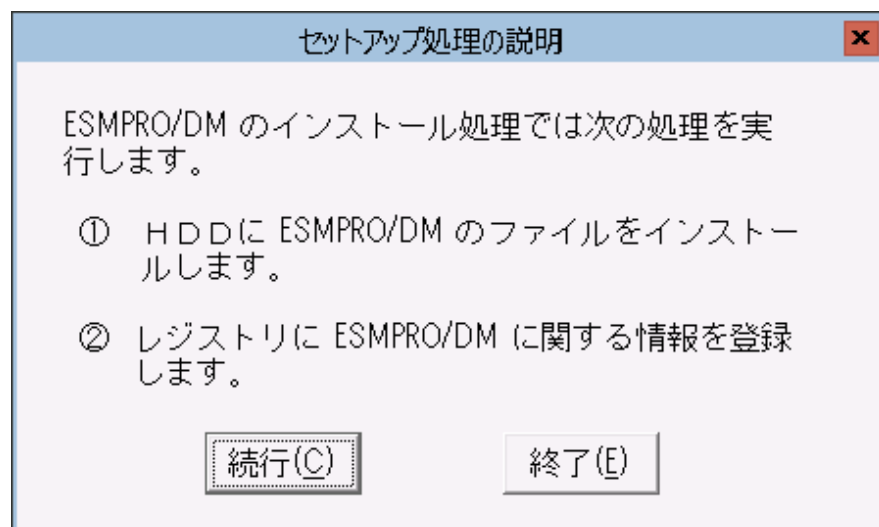 セットアップ処理の説明
ESMPRO/DM のインストール処理では次の処理を実
行します。
① ＨＤＤに ESMPRO/DM のファイルをインストー
ルします。
② レジストリに ESMPRO/DM に関する情報を登録
します。
続行(C) 終了(E)